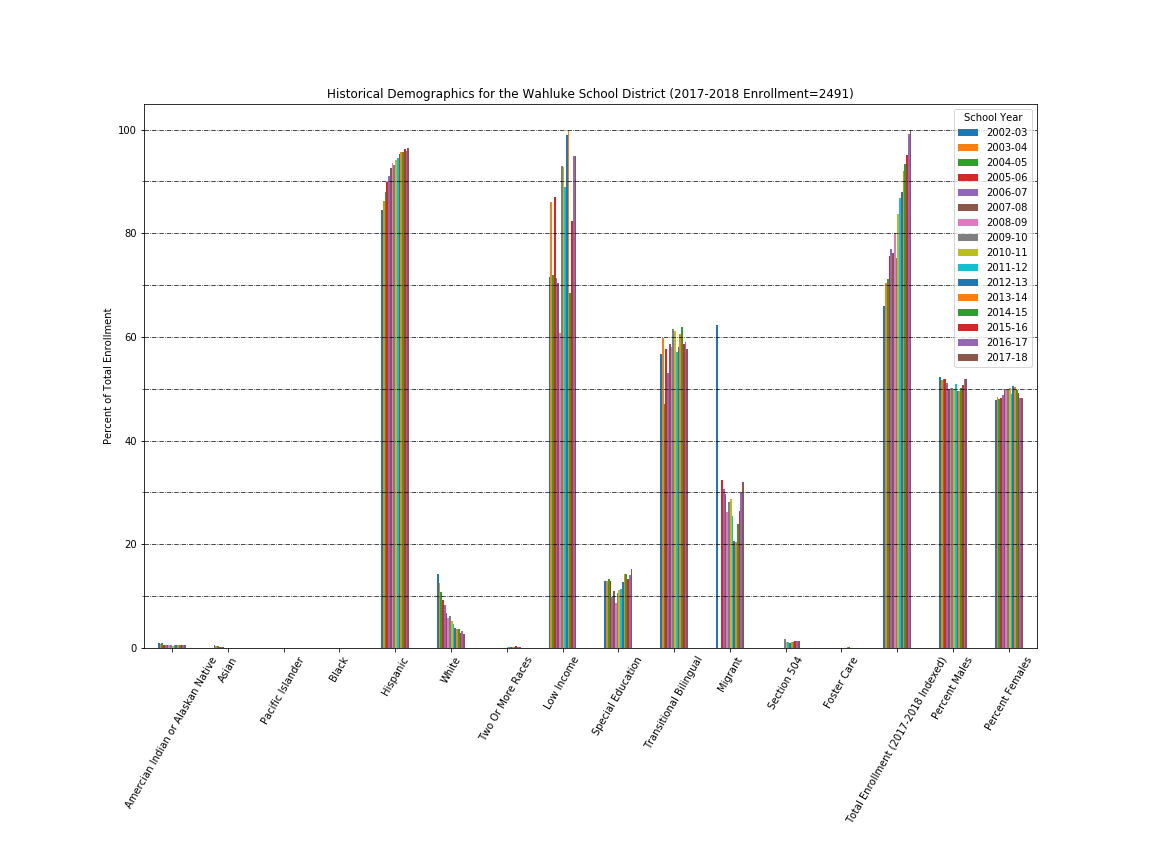 Historical Demographics for the Wahluke School District (2017-2018 Enrollment=2491)
Percent of Total Enrollment
100
80
60
40
20
0
School Year
2002-03
2003-04
2004-05
2005-06
2006-07
2007-08
2008-09
2009-10
2010-11
2011-12
2012-13
2013-14
2014-15
2015-16
2016-17
2017-18
Amercian Indian or Alaskan Native
Asian
Pacific Islander
Black
Hispanic
White
Two Or More Races
Low Income
Special Education
Transitional Bilingual
Migrant
Section 504
Foster Care
Total Enrollment (2017-2018 Indexed)
Percent Males
Percent Females